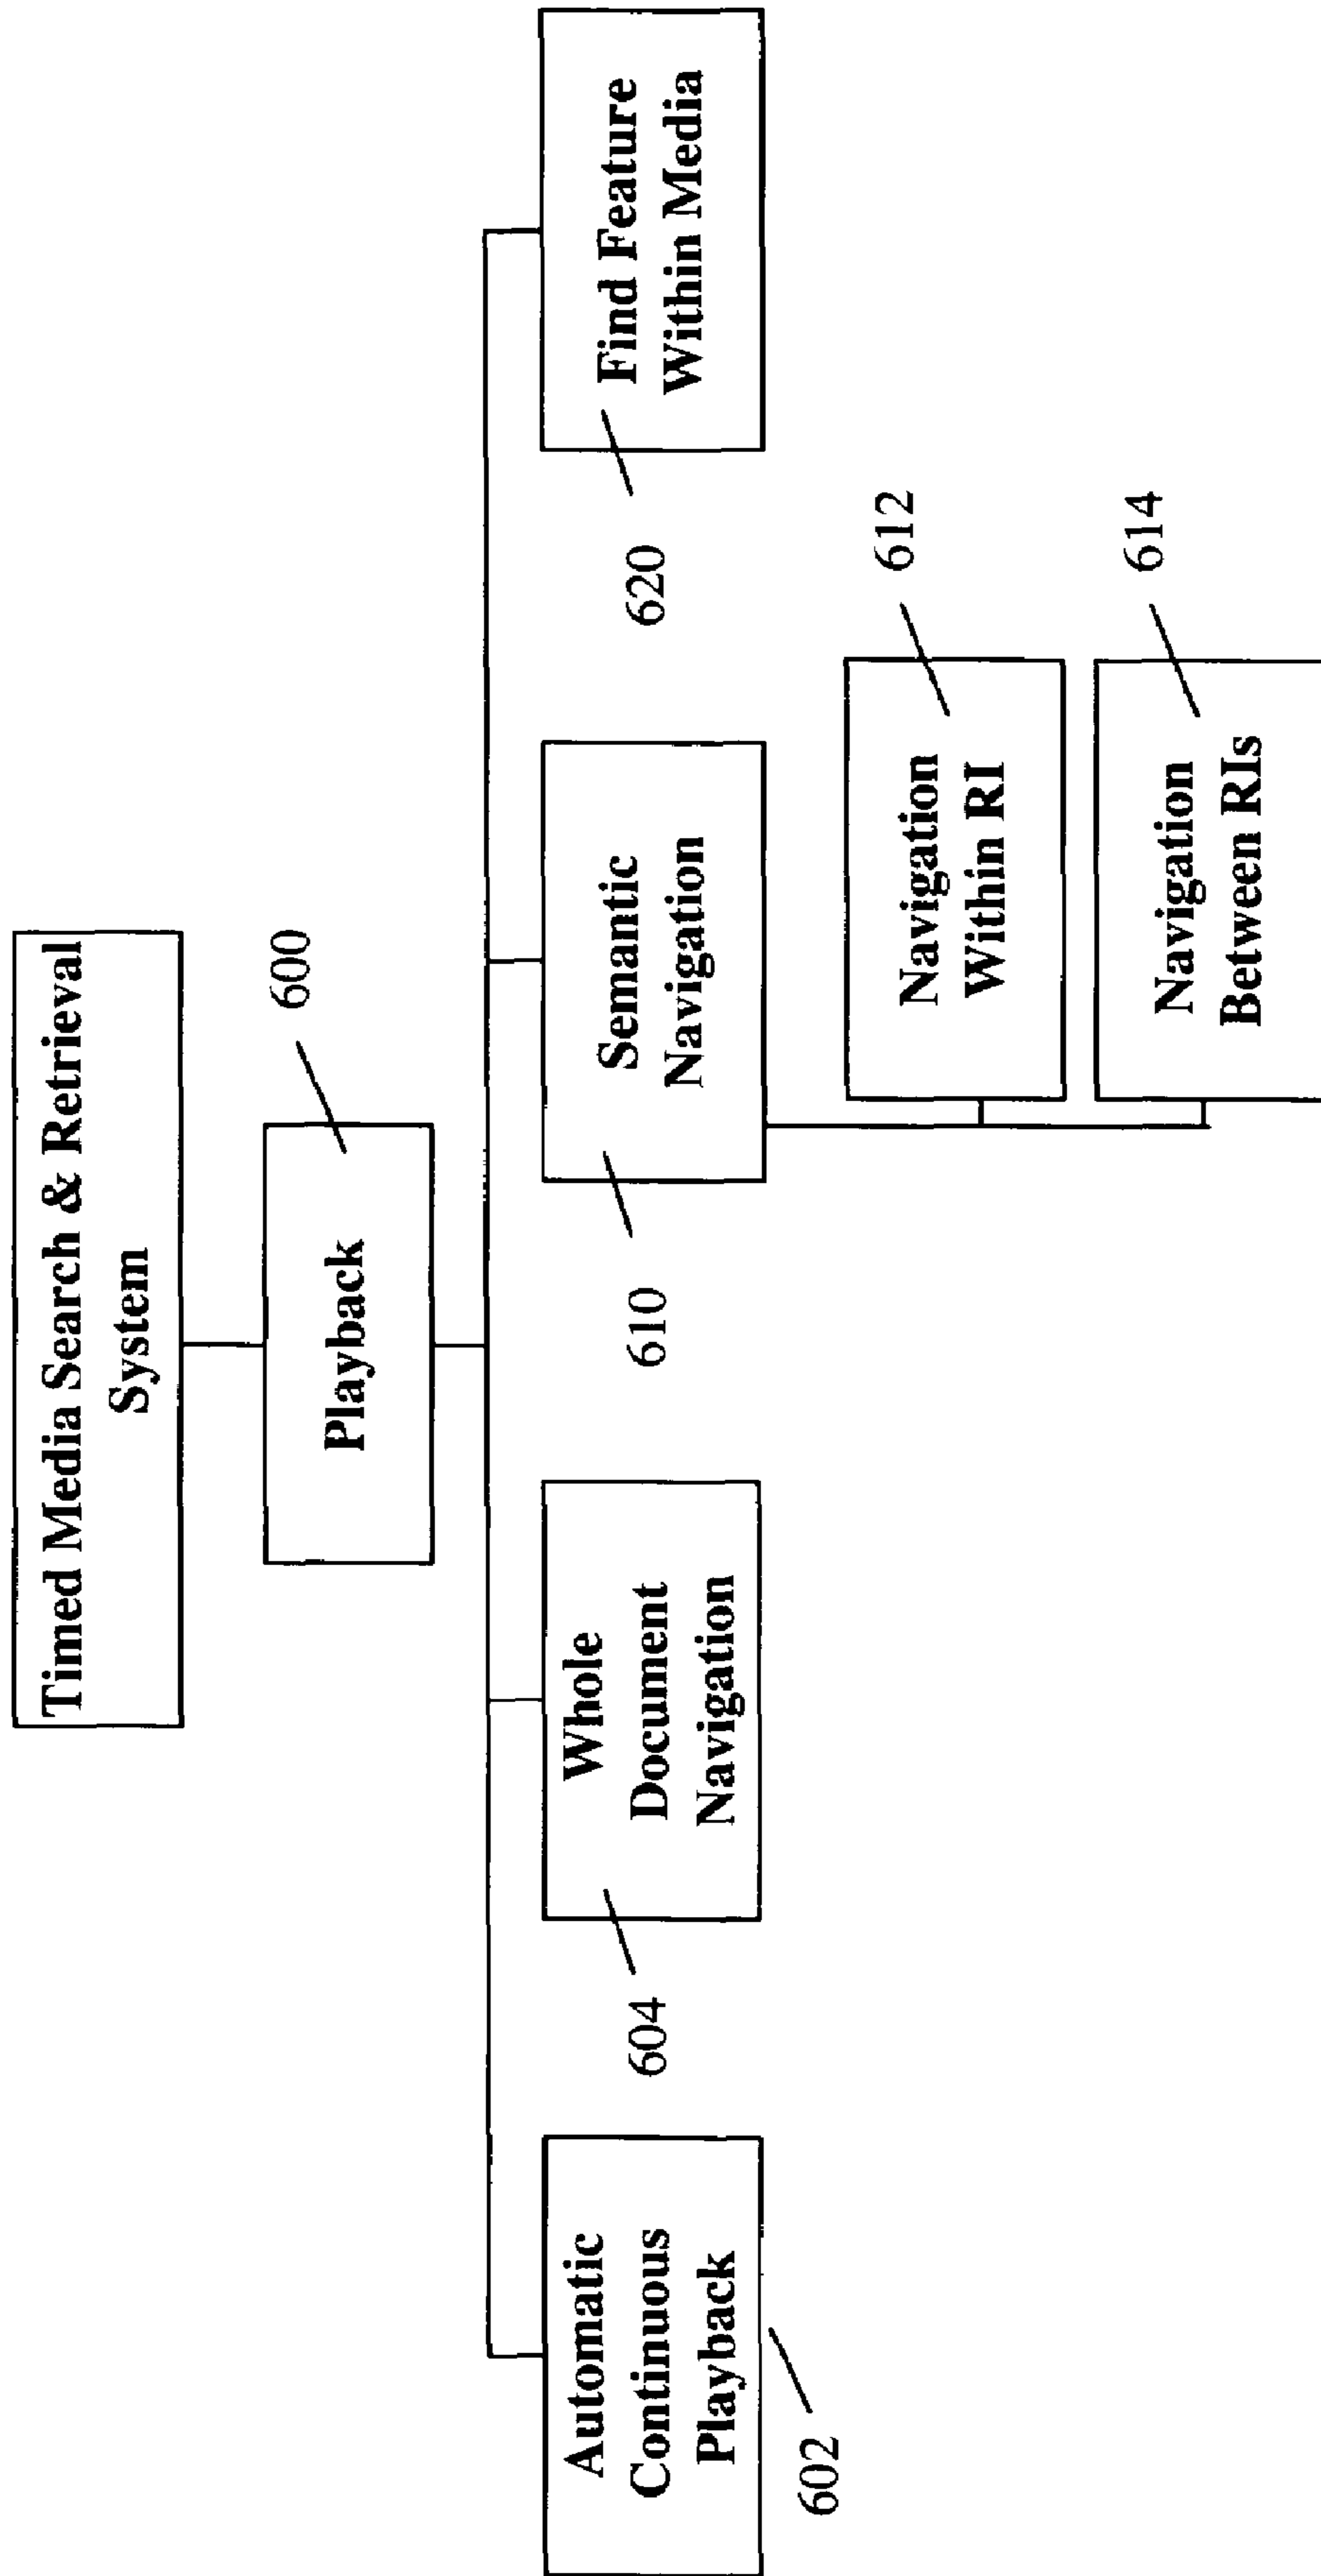 Timed Media Search & Retrieval
System
600
Playback
Automatic
Continuous
Playback
602
604
Whole
Document
Navigation
610
Semantic
Navigation
620
Find Feature
Within Media
612
Navigation
Within RI
614
Navigation
Between RIs